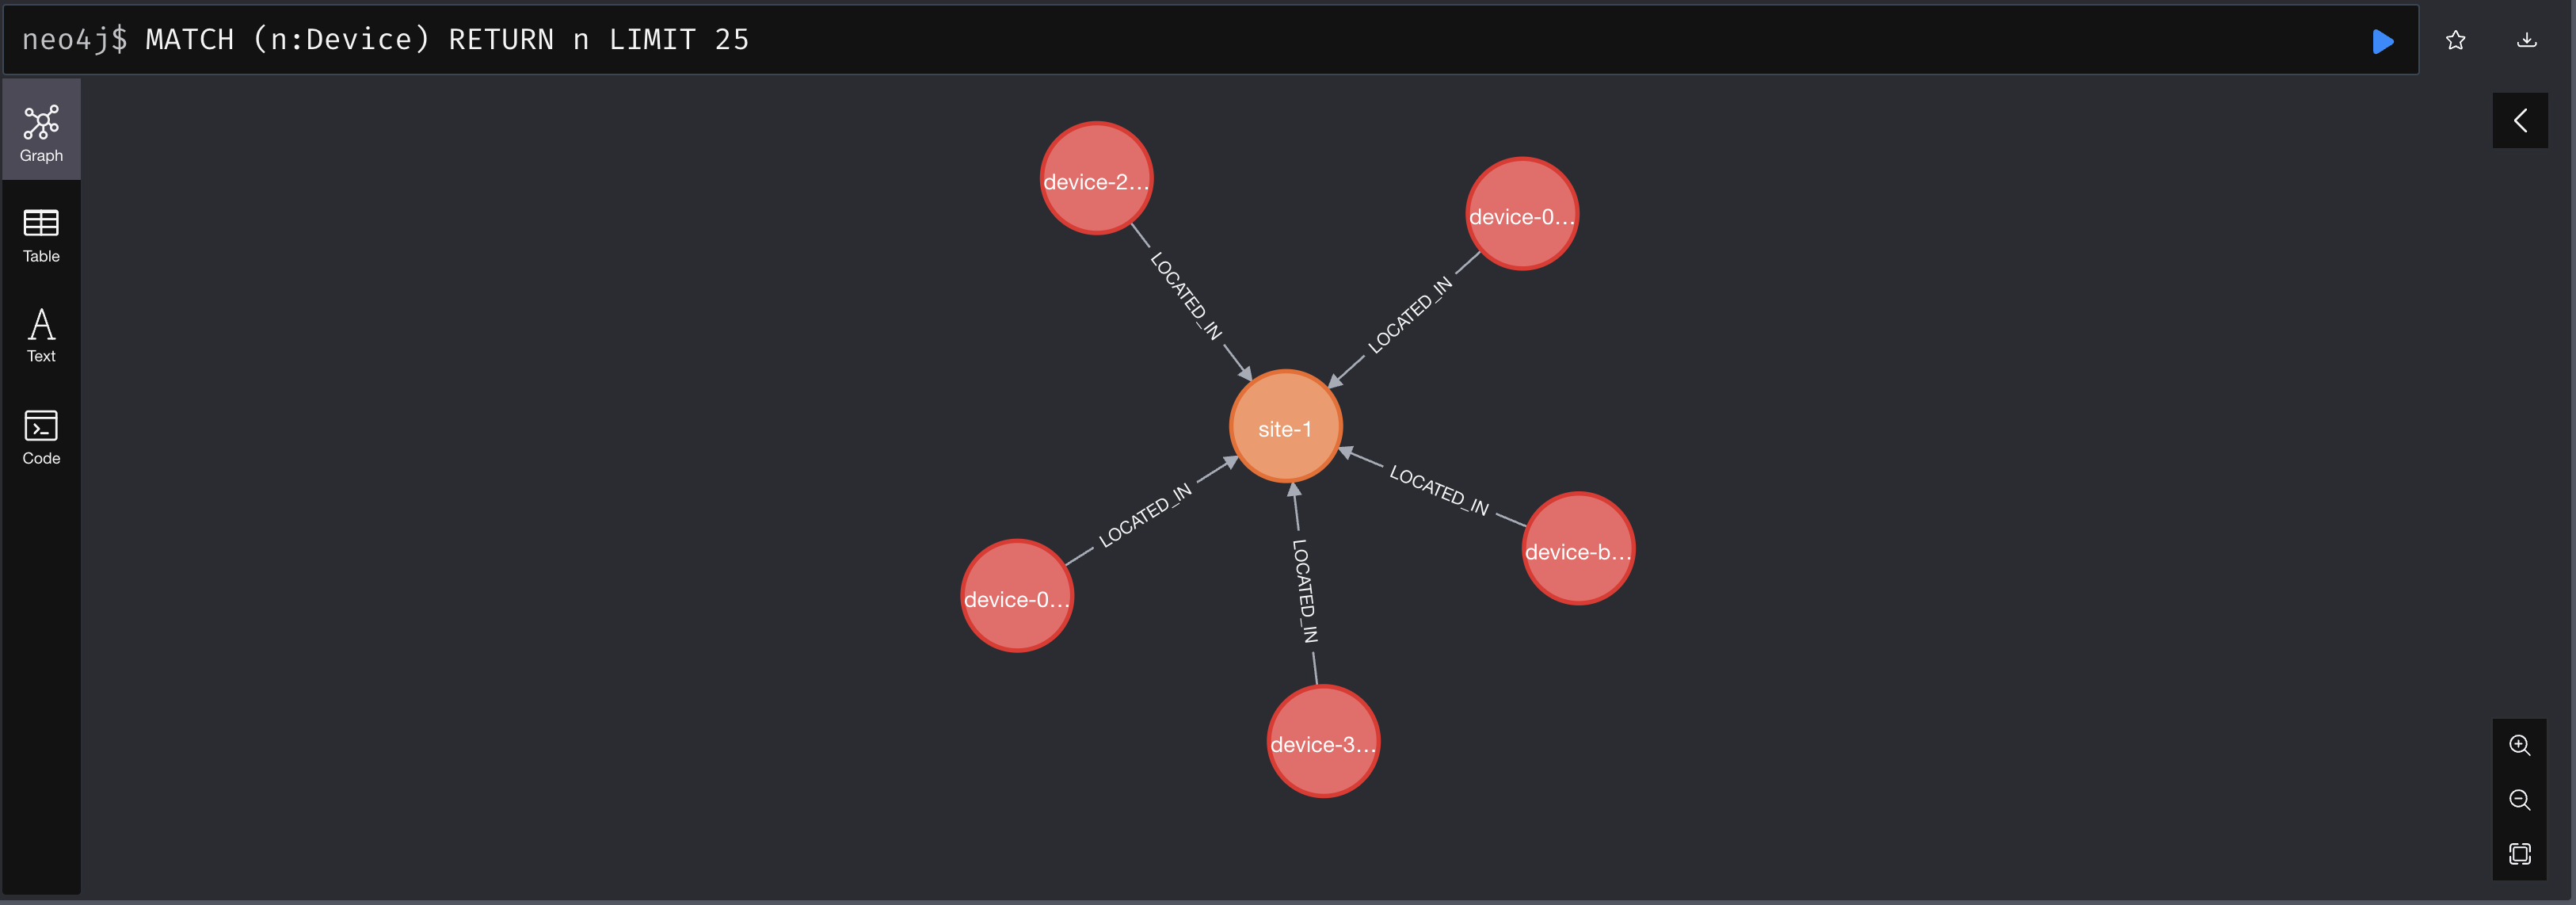 neo4j$ MATCH (n:Device) RETURN n LIMIT 25
Graph
Table
Text
Code
device-2...
device-0...
LOCATED_IN
LOCATED_IN
site-1
LOCATED_IN
LOCATED_IN
LOCATED_IN
device-b...
device-0...
device-3...